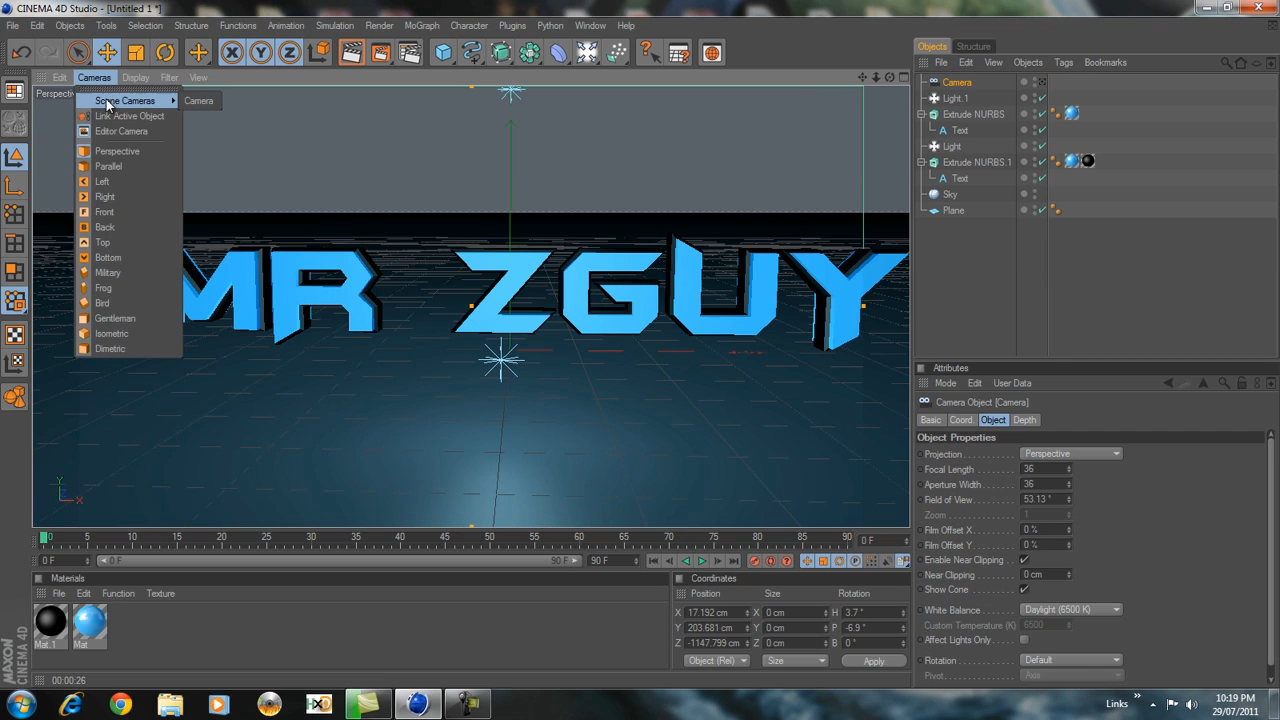 CINEMA 4D Studio - [Untitled 1 *]
File Edit Objects Tools Selection Structure Functions Animation Simulation Render MoGraph Character Plugins Python Window Help
Edit Cameras Display Filter View
Perspective
Scene Cameras
Camera
Link Active Object
Editor Camera
Perspective
Parallel
Left
Right
Front
Back
Top
Bottom
Military
Frog
Bird
Gentleman
Isometric
Dimetric
MR ZGUY
Y
Z
X
Objects Structure
File Edit View Objects Tags Bookmarks
Camera
Light.1
Extrude NURBS
Text
Light
Extrude NURBS.1
Text
Sky
Plane
Attributes
Mode Edit User Data
Camera Object [Camera]
Basic Coord. Object Depth
Object Properties
Projection Perspective
Focal Length 36
Aperture Width 36
Field of View 53.13 °
Zoom 1
Film Offset X 0 %
Film Offset Y 0 %
Enable Near Clipping
Near Clipping 0 cm
Show Cone
White Balance Daylight (6500 K)
Custom Temperature (K) 6500
Affect Lights Only
Rotation Default
Pivot Axis
0 5 10 15 20 25 30 35 40 45 50 55 60 65 70 75 80 85 90 0 F
0 F 0 F 90 F 90 F
Materials
File Edit Function Texture
Mat.1 Mat
Coordinates
Position Size Rotation
X 17.192 cm X 0 cm H 3.7 °
Y 203.681 cm Y 0 cm P -6.9 °
Z -1147.799 cm Z 0 cm B 0 °
Object (Rel) Size Apply
MAXON
CINEMA 4D
00:00:26
Links
10:19 PM
29/07/2011